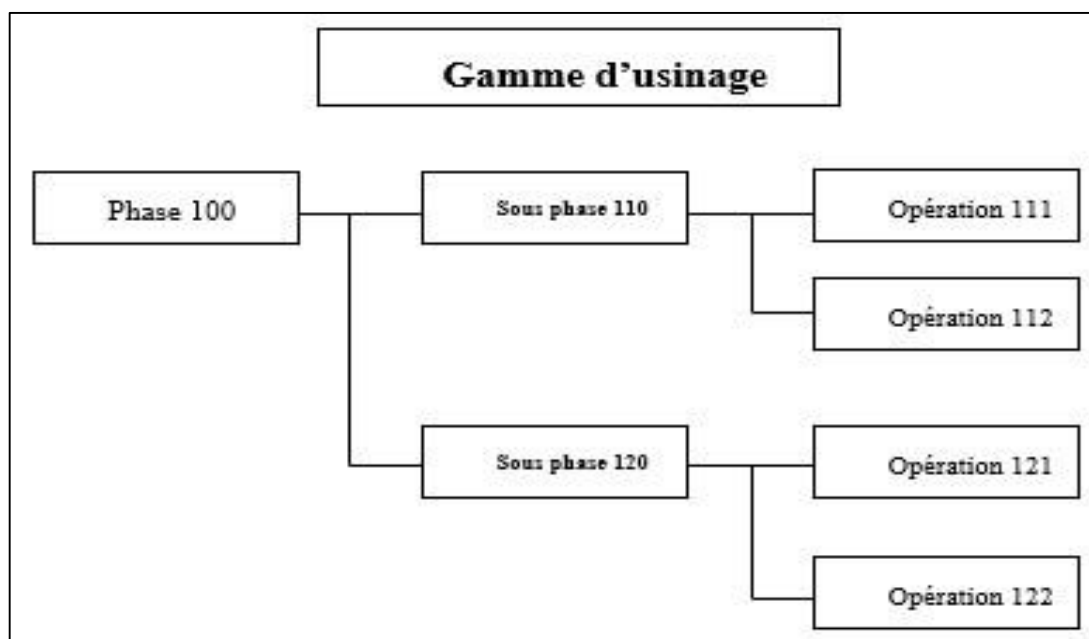 Gamme d’usinage
Phase 100
Sous phase 110
Opération 111
Opération 112
Sous phase 120
Opération 121
Opération 122